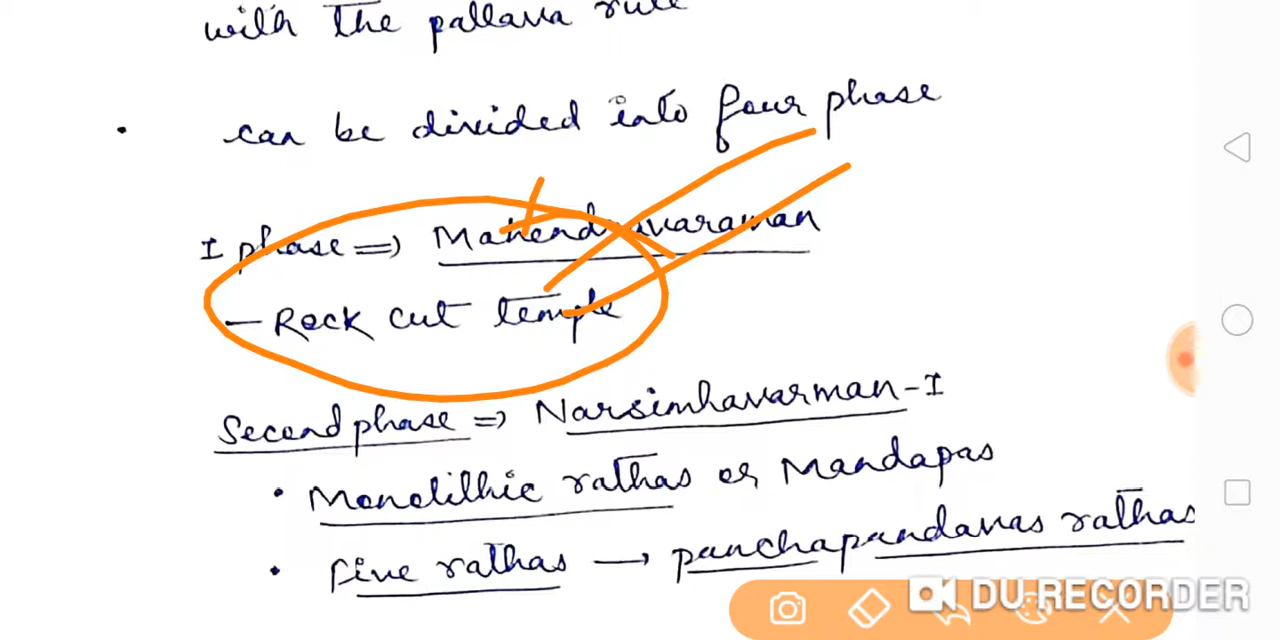 with the pallava rule
• can be divided into four phase
I phase ⇒ Mahendravaraman
- Rock cut temple
Second phase ⇒ Narsimhavarman-I
• Monolithic rathas or Mandapas
• five rathas → panchapandavas rathas
DU RECORDER